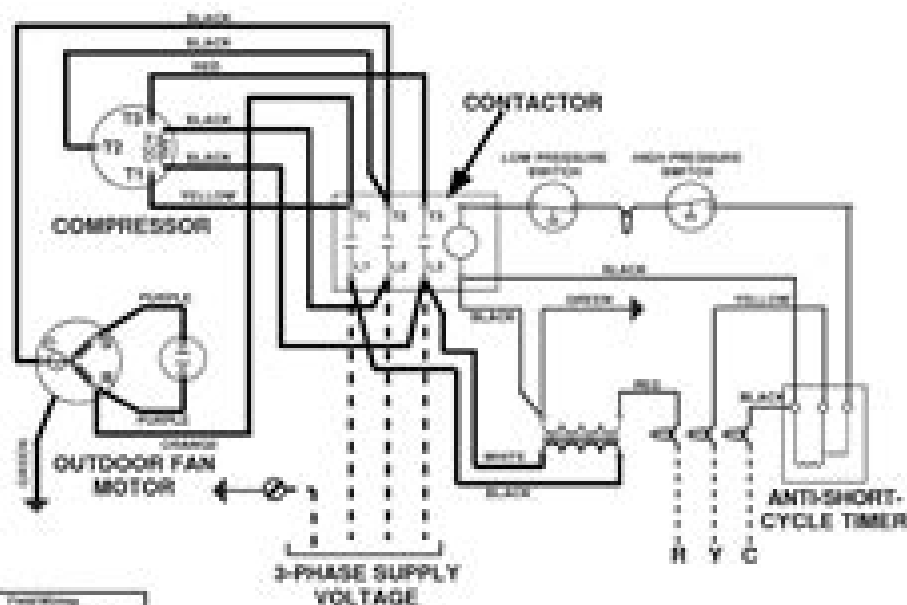 BLACK
BLACK
RED
CONTACTOR
T3
BLACK
T2
LOW PRESSURE
SWITCH
HIGH PRESSURE
SWITCH
T1
BLACK
YELLOW
COMPRESSOR
T1
T2
T3
L1
L2
L3
BLACK
PURPLE
GREEN
YELLOW
BLACK
RED
BLACK
PURPLE
ORANGE
GREEN
WHITE
OUTDOOR FAN
MOTOR
BLACK
ANTI-SHORT-
CYCLE TIMER
R Y C
3-PHASE SUPPLY
VOLTAGE